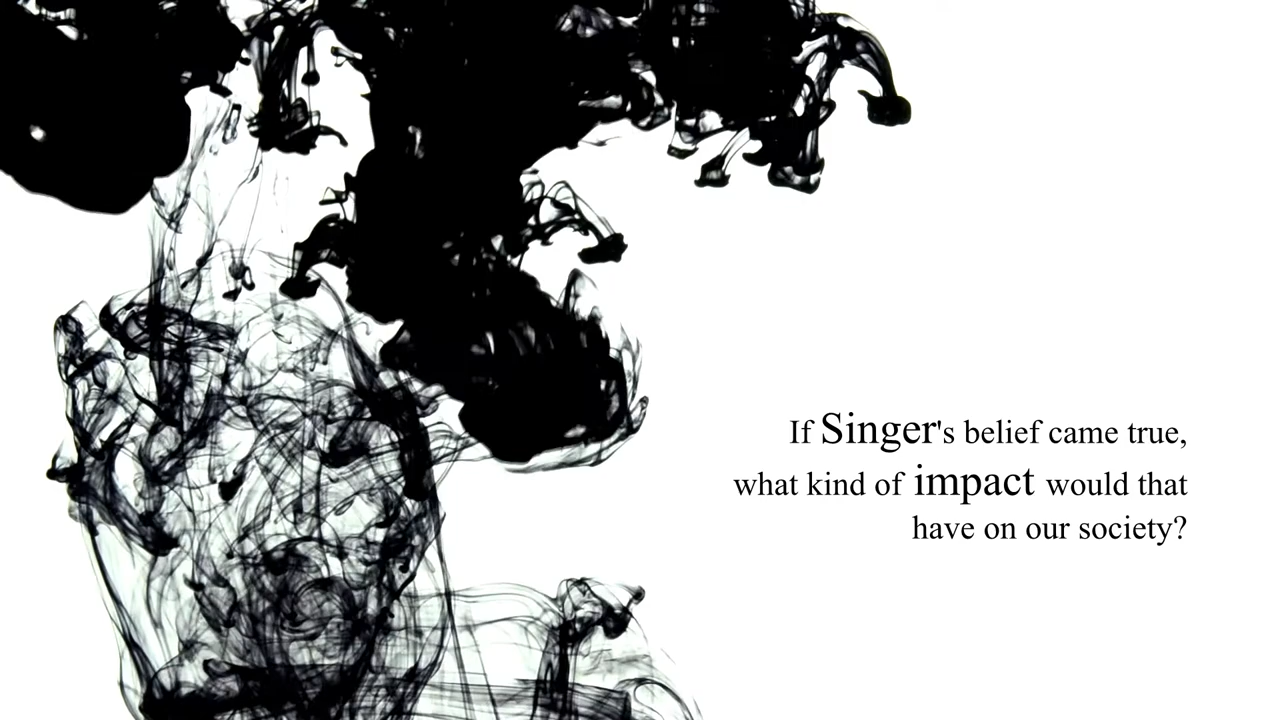 If Singer's belief came true,
what kind of impact would that
have on our society?